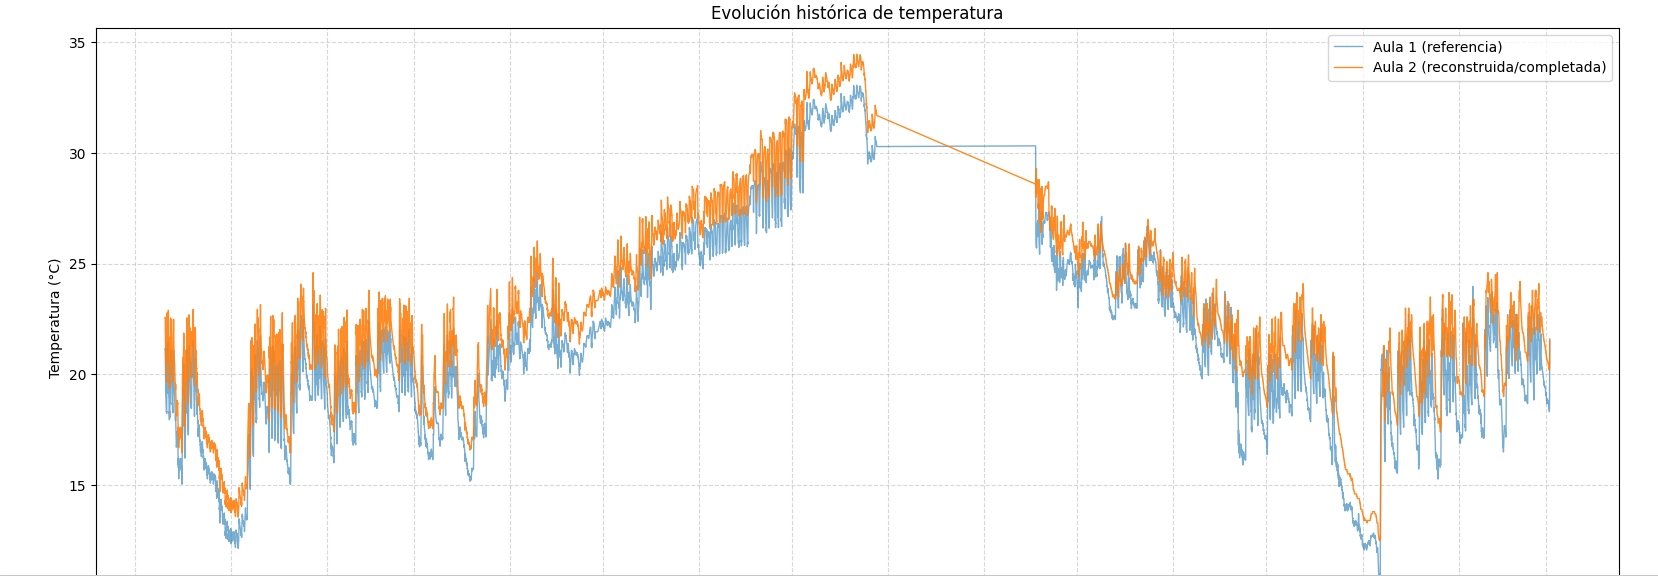 Evolución histórica de temperatura
Aula 1 (referencia)
Aula 2 (reconstruida/completada)
35
30
25
20
15
Temperatura (°C)